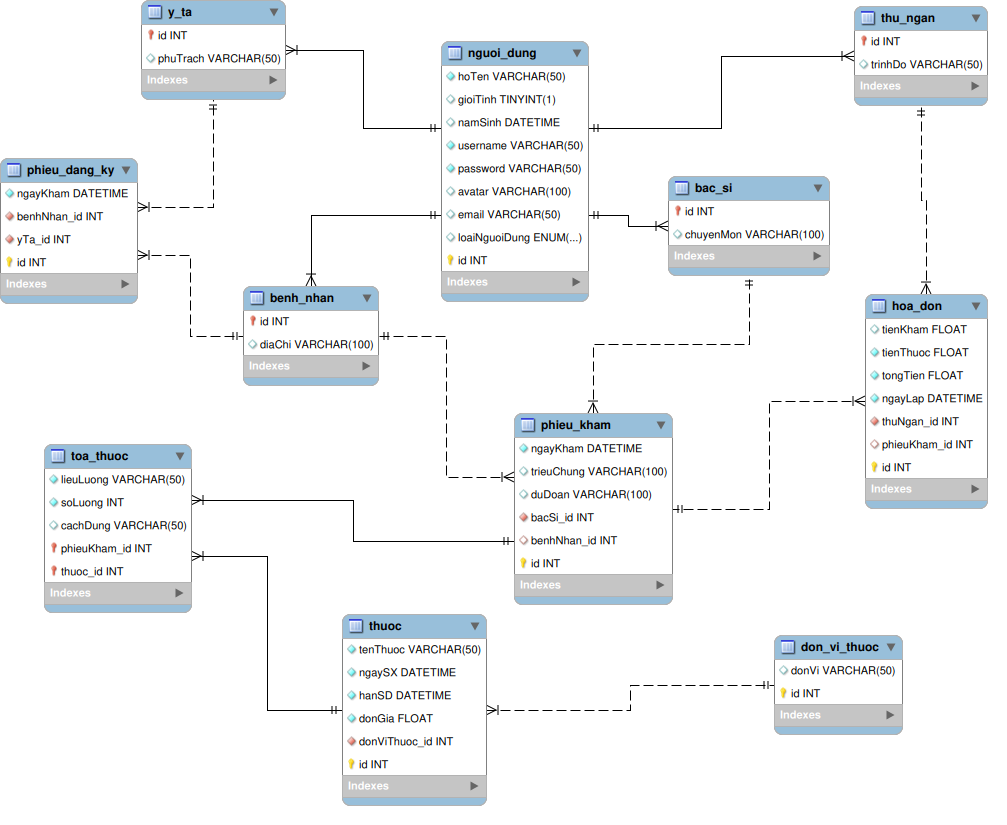 y_ta
id INT
phuTrach VARCHAR(50)
Indexes
nguoi_dung
hoTen VARCHAR(50)
gioiTinh TINYINT(1)
namSinh DATETIME
username VARCHAR(50)
password VARCHAR(50)
avatar VARCHAR(100)
email VARCHAR(50)
loaiNguoiDung ENUM(...)
id INT
Indexes
thu_ngan
id INT
trinhDo VARCHAR(50)
Indexes
phieu_dang_ky
ngayKham DATETIME
benhNhan_id INT
yTa_id INT
id INT
Indexes
bac_si
id INT
chuyenMon VARCHAR(100)
Indexes
benh_nhan
id INT
diaChi VARCHAR(100)
Indexes
hoa_don
tienKham FLOAT
tienThuoc FLOAT
tongTien FLOAT
ngayLap DATETIME
thuNgan_id INT
phieuKham_id INT
id INT
Indexes
phieu_kham
ngayKham DATETIME
trieuChung VARCHAR(100)
duDoan VARCHAR(100)
bacSi_id INT
benhNhan_id INT
id INT
Indexes
toa_thuoc
lieuLuong VARCHAR(50)
soLuong INT
cachDung VARCHAR(50)
phieuKham_id INT
thuoc_id INT
Indexes
thuoc
tenThuoc VARCHAR(50)
ngaySX DATETIME
hanSD DATETIME
donGia FLOAT
donViThuoc_id INT
id INT
Indexes
don_vi_thuoc
donVi VARCHAR(50)
id INT
Indexes